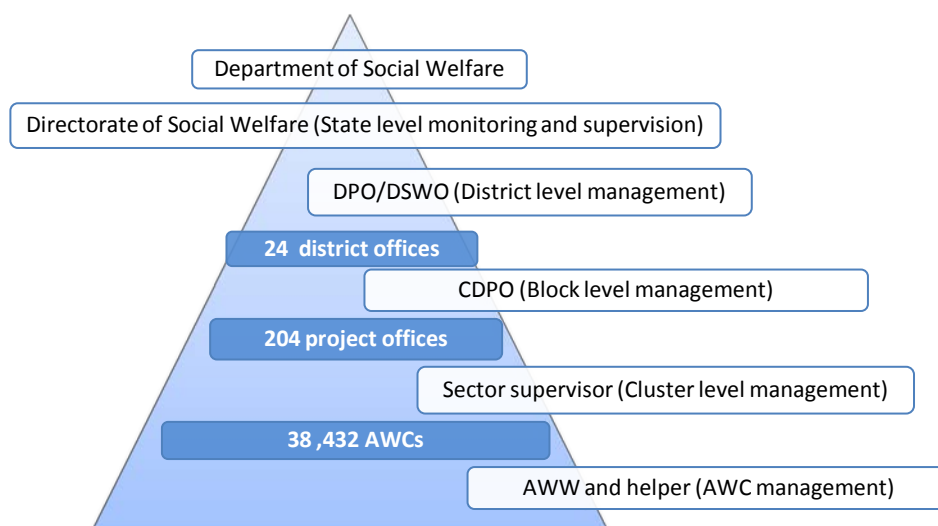 Department of Social Welfare
Directorate of Social Welfare (State level monitoring and supervision)
DPO/DSWO (District level management)
24 district offices
CDPO (Block level management)
204 project offices
Sector supervisor (Cluster level management)
38 ,432 AWCs
AWW and helper (AWC management)